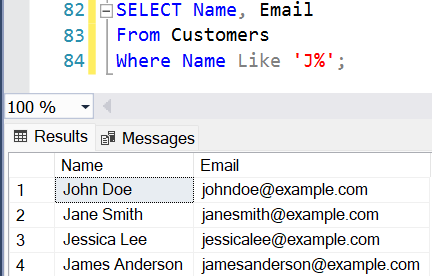 82 SELECT Name, Email
83 From Customers
84 Where Name Like 'J%';
100 %
Results Messages
Name Email
1 John Doe johndoe@example.com
2 Jane Smith janesmith@example.com
3 Jessica Lee jessicalee@example.com
4 James Anderson jamesanderson@example.com